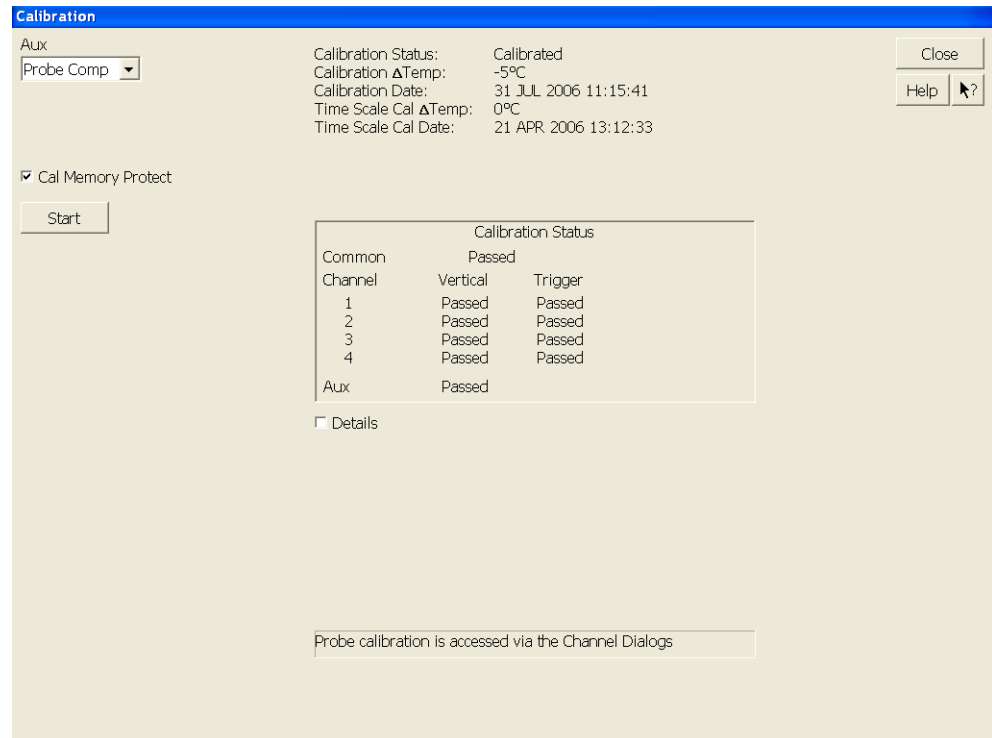 Calibration
Aux
Probe Comp
Cal Memory Protect
Start
Calibration Status: Calibrated
Calibration ΔTemp: -5°C
Calibration Date: 31 JUL 2006 11:15:41
Time Scale Cal ΔTemp: 0°C
Time Scale Cal Date: 21 APR 2006 13:12:33
Close
Help ?
Calibration Status
Common Passed
Channel Vertical Trigger
1 Passed Passed
2 Passed Passed
3 Passed Passed
4 Passed Passed
Aux Passed
Details
Probe calibration is accessed via the Channel Dialogs